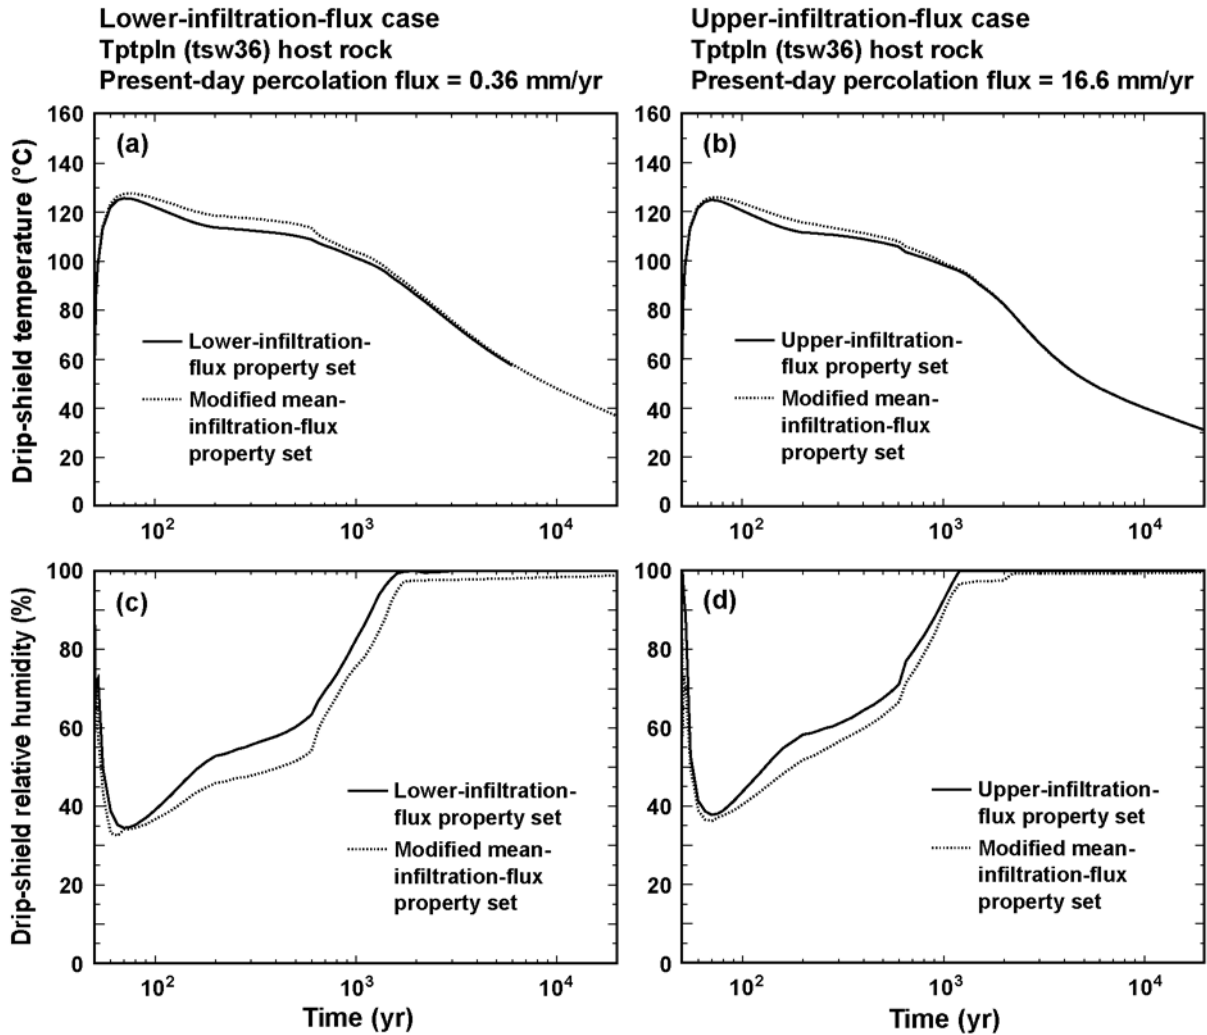 Lower-infiltration-flux case
Tptpln (tsw36) host rock
Present-day percolation flux = 0.36 mm/yr
Upper-infiltration-flux case
Tptpln (tsw36) host rock
Present-day percolation flux = 16.6 mm/yr
Drip-shield temperature (°C)
160
140
120
100
80
60
40
20
0
(a)
Lower-infiltration-
flux property set
Modified mean-
infiltration-flux
property set
10² 10³ 10⁴
160
140
120
100
80
60
40
20
0
(b)
Upper-infiltration-
flux property set
Modified mean-
infiltration-flux
property set
10² 10³ 10⁴
Drip-shield relative humidity (%)
100
80
60
40
20
0
(c)
Lower-infiltration-
flux property set
Modified mean-
infiltration-flux
property set
10² 10³ 10⁴
Time (yr)
100
80
60
40
20
0
(d)
Upper-infiltration-
flux property set
Modified mean-
infiltration-flux
property set
10² 10³ 10⁴
Time (yr)